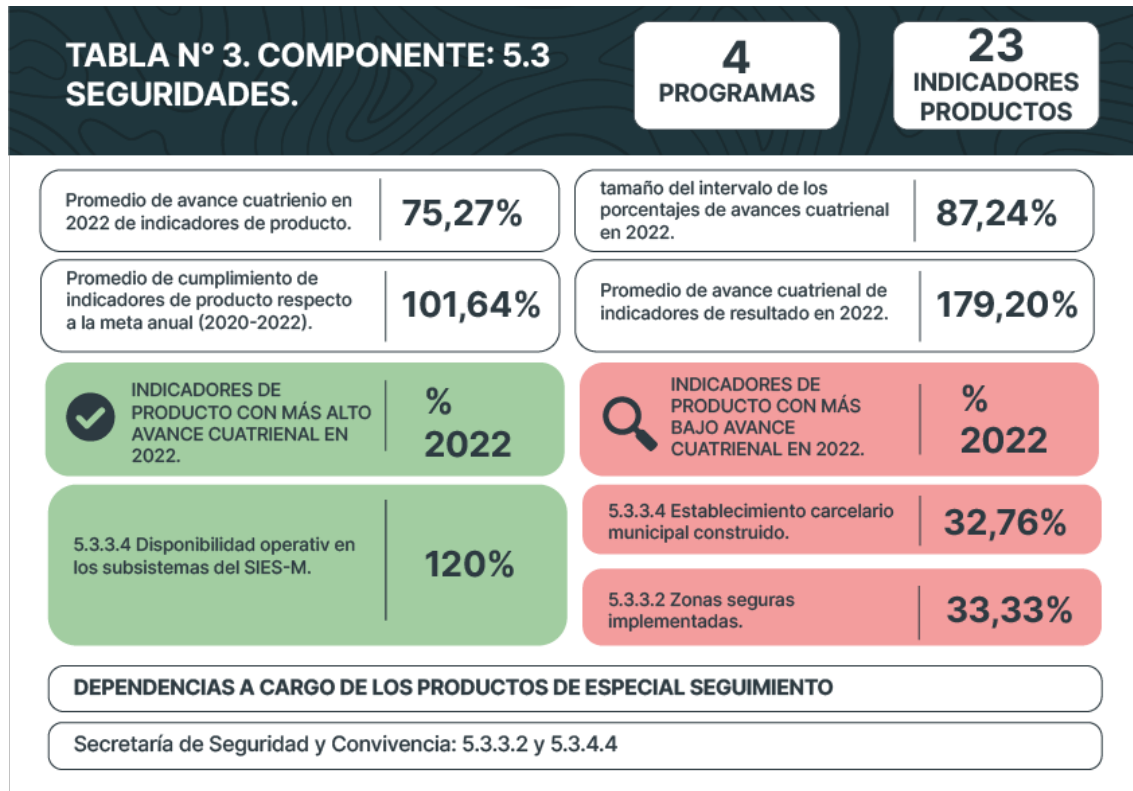 TABLA N° 3. COMPONENTE: 5.3
SEGURIDADES.
4
PROGRAMAS
23
INDICADORES
PRODUCTOS
Promedio de avance cuatrienio en
2022 de indicadores de producto.
75,27%
tamaño del intervalo de los
porcentajes de avances cuatrienal
en 2022.
87,24%
Promedio de cumplimiento de
indicadores de producto respecto
a la meta anual (2020-2022).
101,64%
Promedio de avance cuatrienal de
indicadores de resultado en 2022.
179,20%
INDICADORES DE
PRODUCTO CON MÁS ALTO
AVANCE CUATRIENAL EN
2022.
%
2022
INDICADORES DE
PRODUCTO CON MÁS
BAJO AVANCE
CUATRIENAL EN 2022.
%
2022
5.3.3.4 Disponibilidad operativ en
los subsistemas del SIES-M.
120%
5.3.3.4 Establecimiento carcelario
municipal construido.
32,76%
5.3.3.2 Zonas seguras
implementadas.
33,33%
DEPENDENCIAS A CARGO DE LOS PRODUCTOS DE ESPECIAL SEGUIMIENTO
Secretaría de Seguridad y Convivencia: 5.3.3.2 y 5.3.4.4